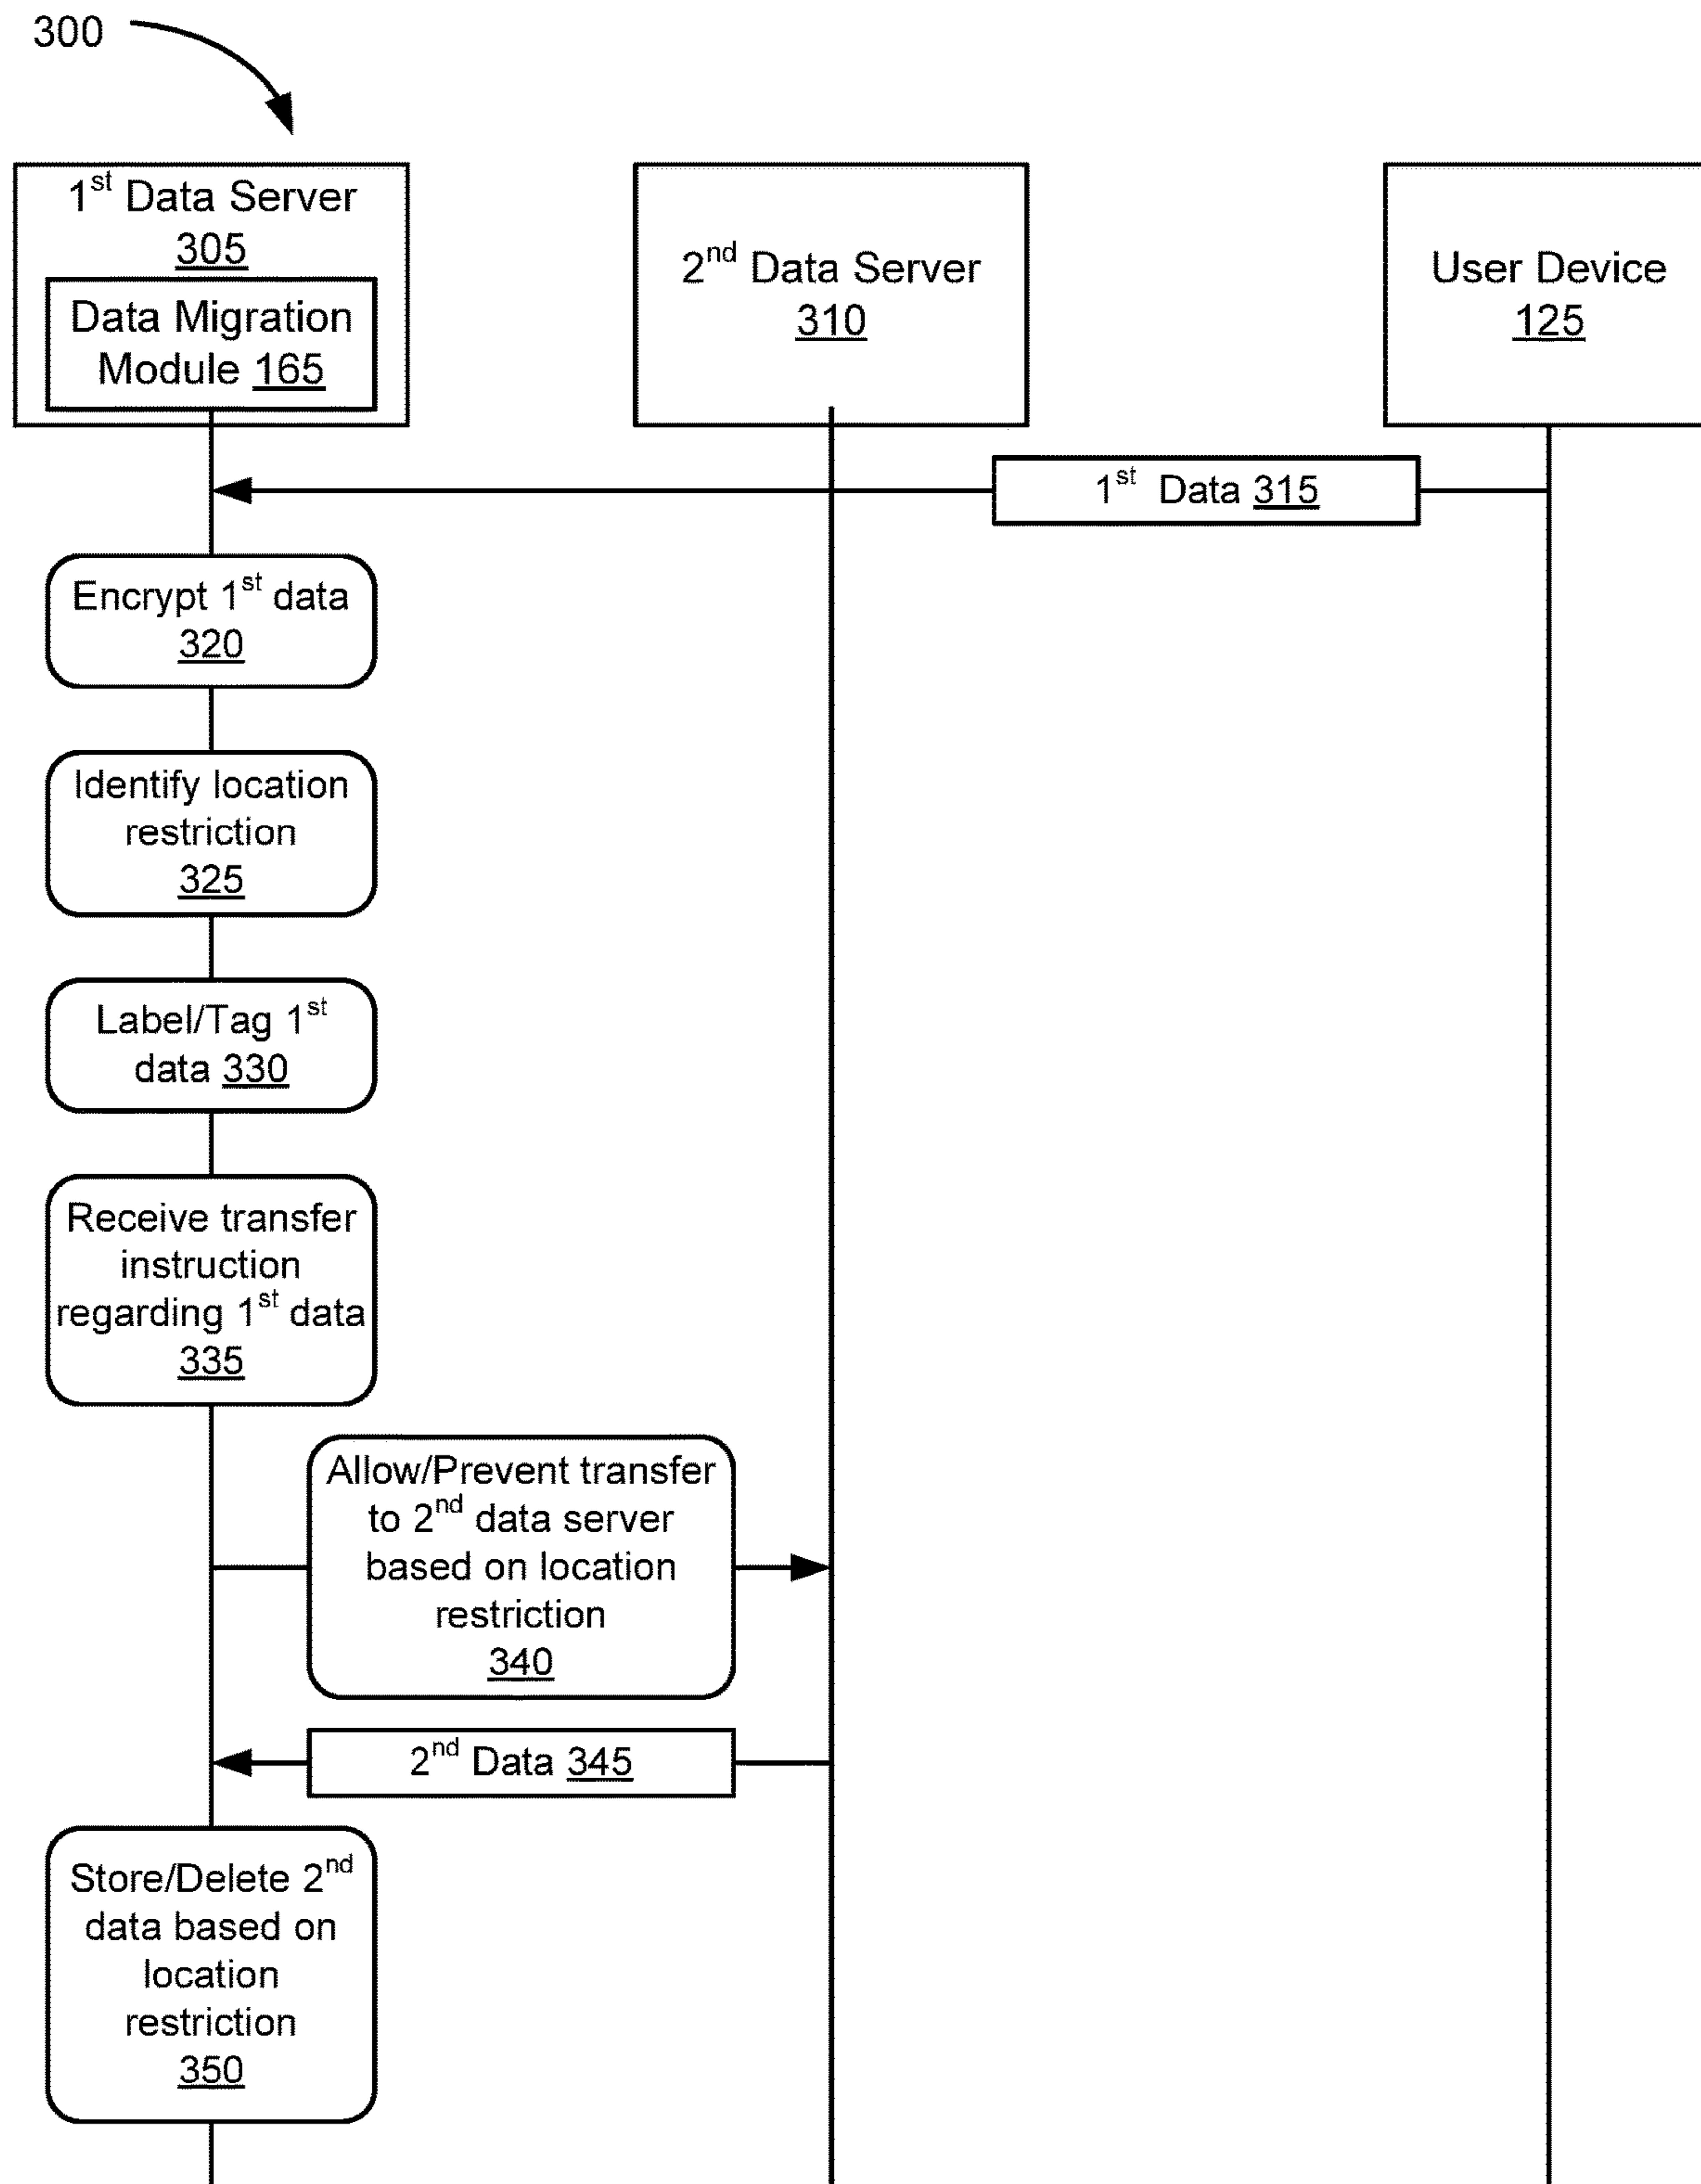 300
1st Data Server
305
Data Migration
Module 165
2nd Data Server
310
User Device
125
1st Data 315
Encrypt 1st data
320
Identify location
restriction
325
Label/Tag 1st
data 330
Receive transfer
instruction
regarding 1st data
335
Allow/Prevent transfer
to 2nd data server
based on location
restriction
340
2nd Data 345
Store/Delete 2nd
data based on
location
restriction
350